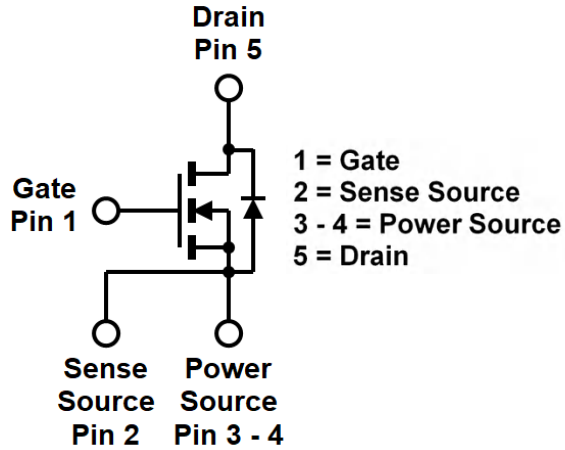 Drain
Pin 5
Gate
Pin 1
1 = Gate
2 = Sense Source
3 - 4 = Power Source
5 = Drain
Sense
Source
Pin 2
Power
Source
Pin 3 - 4